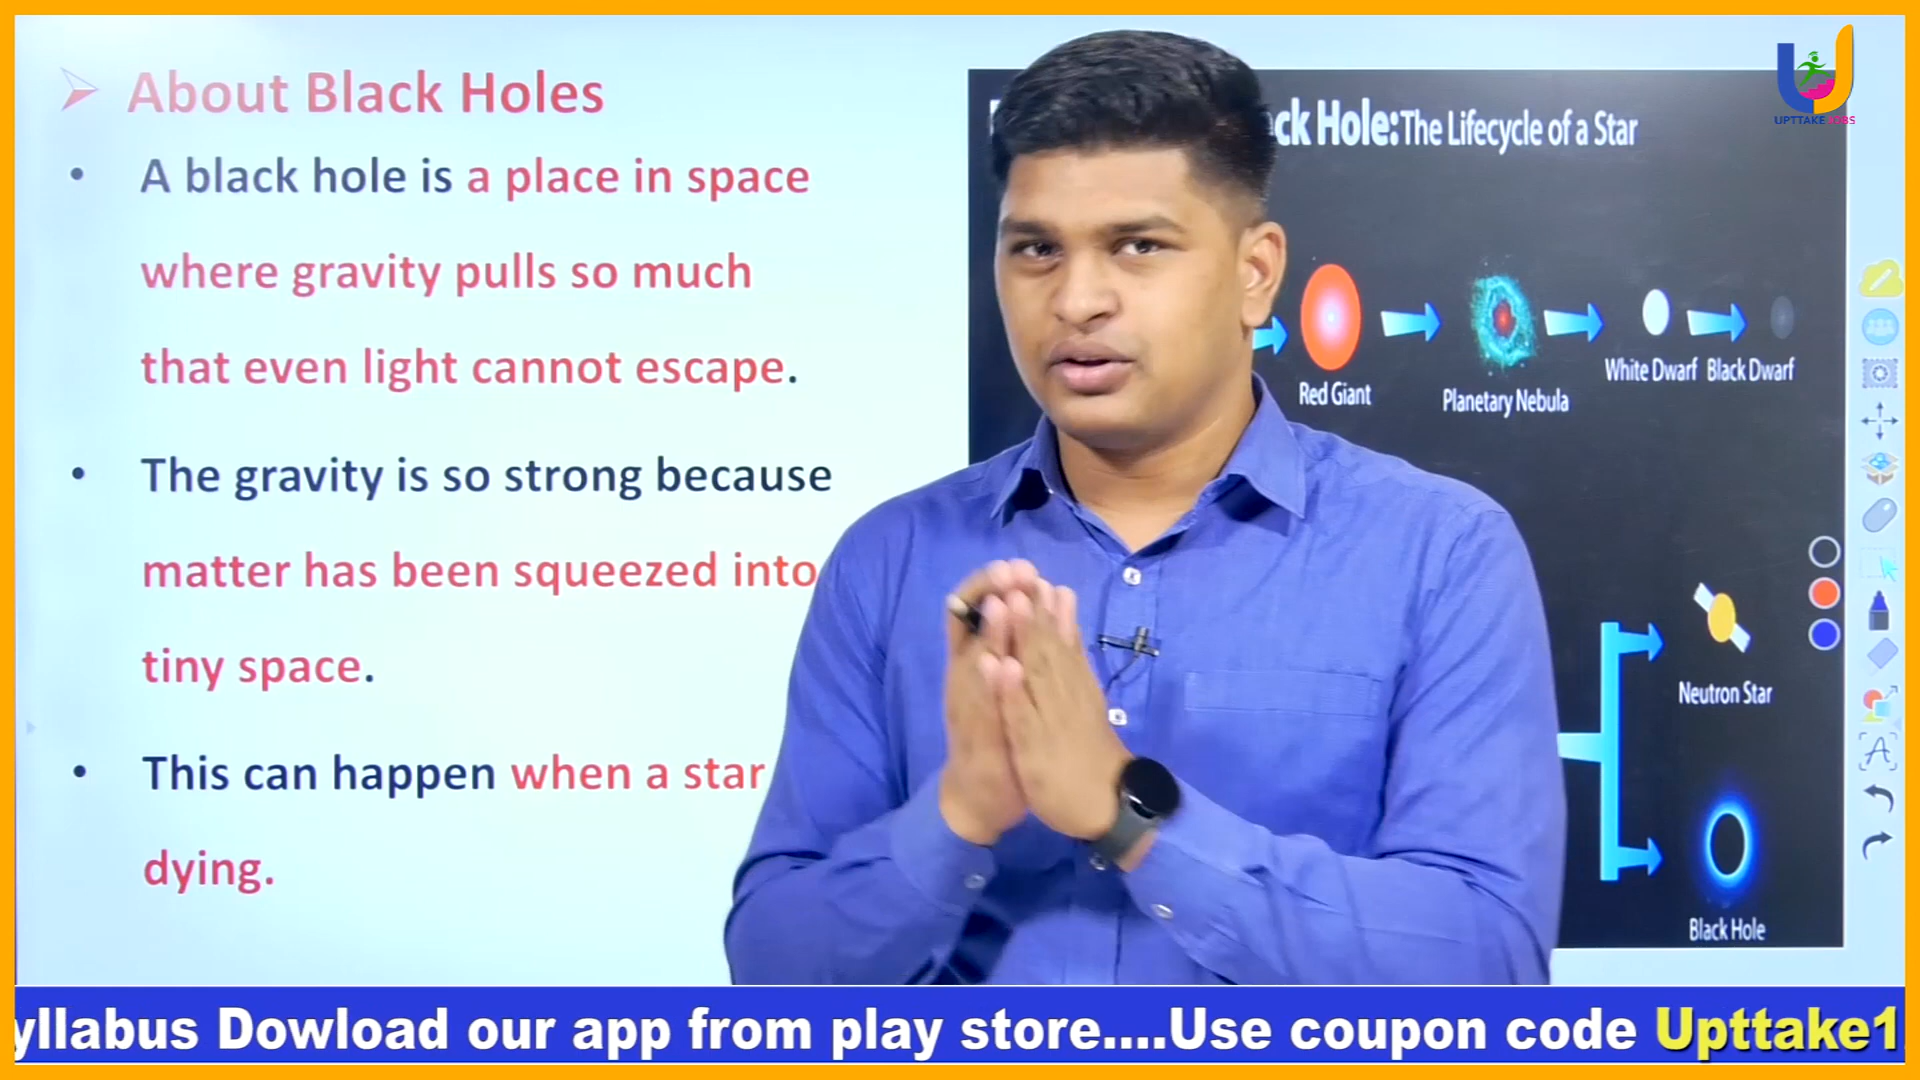 About Black Holes
• A black hole is a place in space
where gravity pulls so much
that even light cannot escape.
• The gravity is so strong because
matter has been squeezed into
tiny space.
• This can happen when a star
dying.
Hole: The Lifecycle of a Star
UPTTAKE JOBS
Red Giant
Planetary Nebula
White Dwarf
Black Dwarf
Neutron Star
Black Hole
A
yllabus Dowload our app from play store....Use coupon code Upttake1